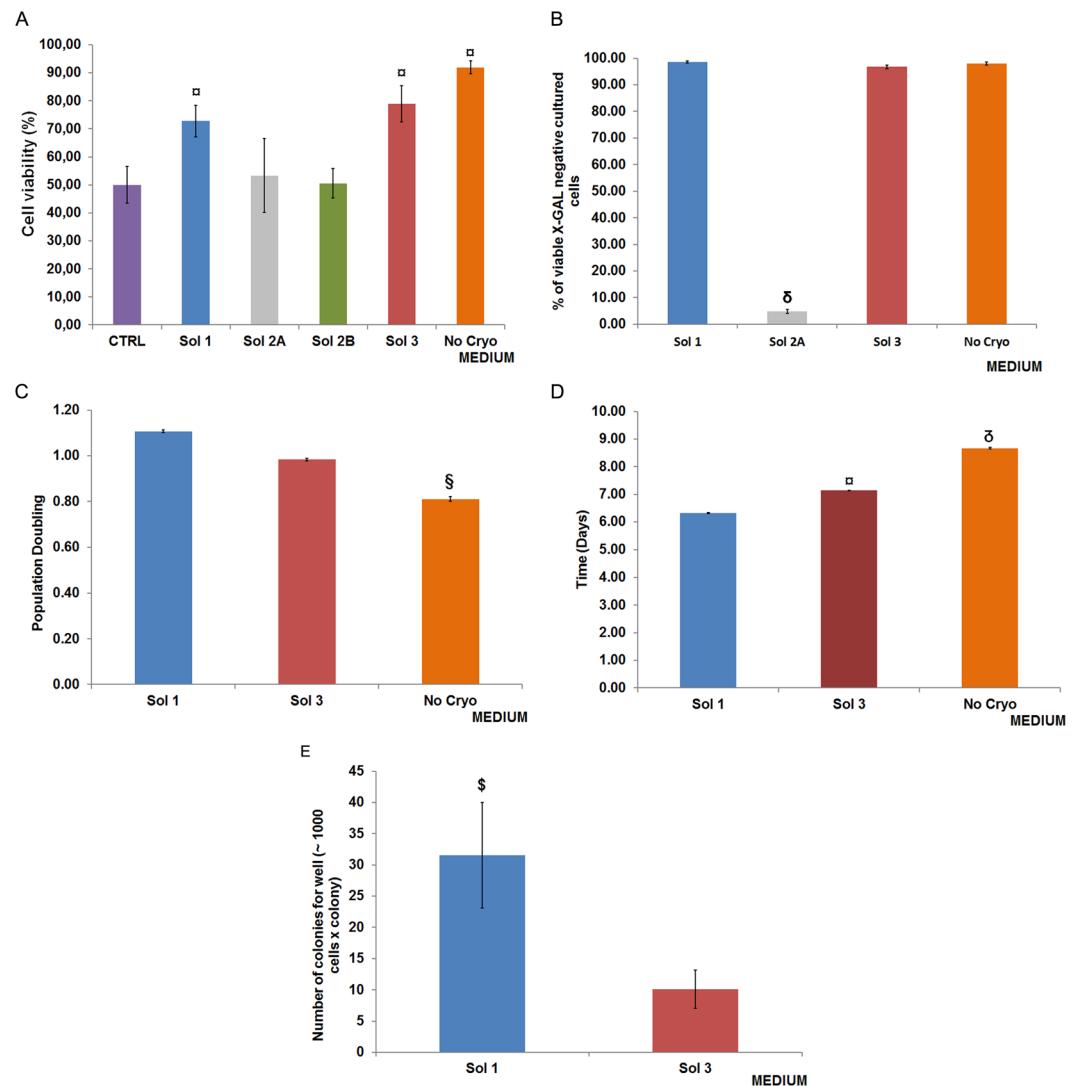 A
Cell viability (%)
100,00
90,00
80,00
70,00
60,00
50,00
40,00
30,00
20,00
10,00
0,00
¤
¤
¤
CTRL Sol 1 Sol 2A Sol 2B Sol 3 No Cryo
MEDIUM
B
% of viable X-GAL negative cultured
cells
100.00
90.00
80.00
70.00
60.00
50.00
40.00
30.00
20.00
10.00
0.00
δ
Sol 1 Sol 2A Sol 3 No Cryo
MEDIUM
C
Population Doubling
1.20
1.00
0.80
0.60
0.40
0.20
0.00
§
Sol 1 Sol 3 No Cryo
MEDIUM
D
Time (Days)
10.00
9.00
8.00
7.00
6.00
5.00
4.00
3.00
2.00
1.00
0.00
¤
δ
Sol 1 Sol 3 No Cryo
MEDIUM
E
Number of colonies for well (~ 1000
cells x colony)
45
40
35
30
25
20
15
10
5
0
$
Sol 1 Sol 3
MEDIUM